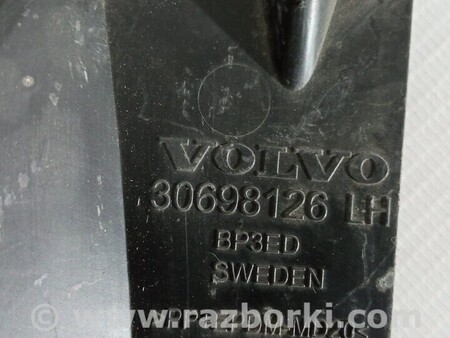 VOLVO
30698126 LH
BP3ED
SWEDEN
© www.razborki.com